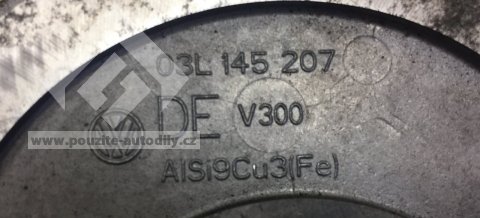 03L 145 207
DE V300
www.pouzite-autodily.cz
AlSi9Cu3(Fe)